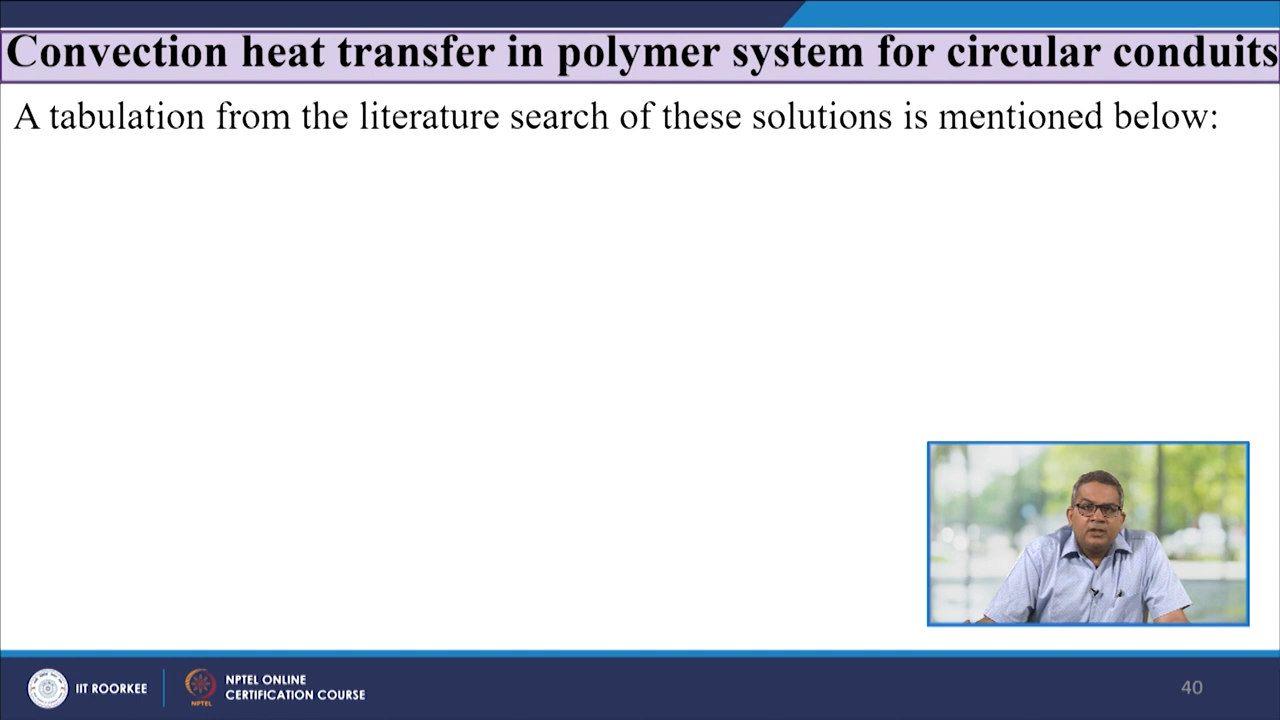 Convection heat transfer in polymer system for circular conduits
A tabulation from the literature search of these solutions is mentioned below:
IIT ROORKEE
NPTEL
NPTEL ONLINE
CERTIFICATION COURSE
40